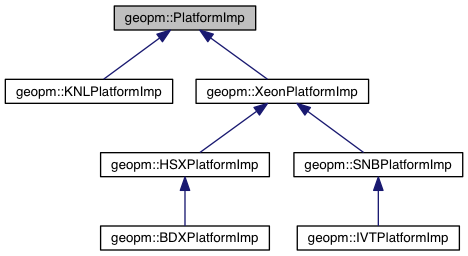 geopm::PlatformImp
geopm::KNLPlatformImp
geopm::XeonPlatformImp
geopm::HSXPlatformImp
geopm::SNBPlatformImp
geopm::BDXPlatformImp
geopm::IVTPlatformImp